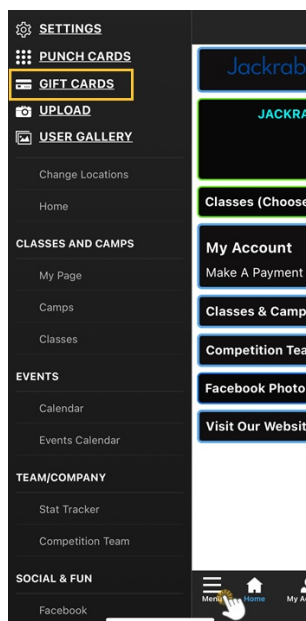 SETTINGS
PUNCH CARDS
GIFT CARDS
UPLOAD
USER GALLERY
Change Locations
Home
CLASSES AND CAMPS
My Page
Camps
Classes
EVENTS
Calendar
Events Calendar
TEAM/COMPANY
Stat Tracker
Competition Team
SOCIAL & FUN
Facebook
Jackrab
JACKRA
Classes (Choose
My Account
Make A Payment
Classes & Camp
Competition Tea
Facebook Photo
Visit Our Websit
Menu
Home
My A